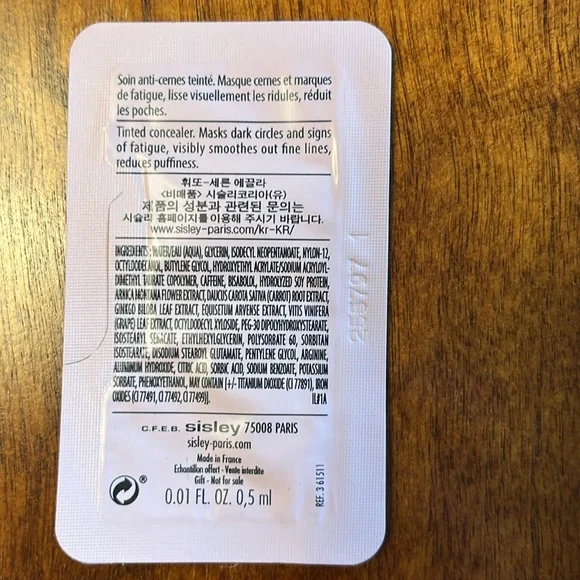 Soin anti-cernes teinté. Masque cernes et marques
de fatigue, lisse visuellement les ridules, réduit
les poches.
Tinted concealer. Masks dark circles and signs
of fatigue, visibly smoothes out fine lines,
reduces puffiness.
휘또-세른 에끌라
<비매품> 시슬리코리아(유)
제품의 성분과 관련된 문의는
시슬리 홈페이지를 이용해 주시기 바랍니다.
www.sisley-paris.com/kr-KR/
INGREDIENTS: WATER/EAU (AQUA), GLYCERIN, ISODECYL NEOPENTANOATE, NYLON-12,
OCTYLDODECANOL, BUTYLENE GLYCOL, HYDROXYETHYL ACRYLATE/SODIUM ACRYLOYL-
DIMETHYL TAURATE COPOLYMER, CAFFEINE, BISABOLOL, HYDROLYZED SOY PROTEIN,
ARNICA MONTANA FLOWER EXTRACT, DAUCUS CAROTA SATIVA (CARROT) ROOT EXTRACT,
GINKGO BILOBA LEAF EXTRACT, EQUISETUM ARVENSE EXTRACT, VITIS VINIFERA
(GRAPE) LEAF EXTRACT, OCTYLDODECYL XYLOSIDE, PEG-30 DIPOLYHYDROXYSTEARATE,
ISOSTEARYL SEBACATE, ETHYLHEXYLGLYCERIN, POLYSORBATE 60, SORBITAN
ISOSTEARATE, DISODIUM STEAROYL GLUTAMATE, PENTYLENE GLYCOL, ARGININE,
ALUMINUM HYDROXIDE, CITRIC ACID, SORBIC ACID, SODIUM BENZOATE, POTASSIUM
SORBATE, PHENOXYETHANOL, MAY CONTAIN [+/- TITANIUM DIOXIDE (CI 77891), IRON
OXIDES (CI 77491, CI 77492, CI 77499)]. IL#1A
C.F.E.B. sisley 75008 PARIS
sisley-paris.com
Made in France
Echantillon offert - Vente interdite
Gift - Not for sale
0.01 FL. OZ. 0,5 ml
REF. 3 61511